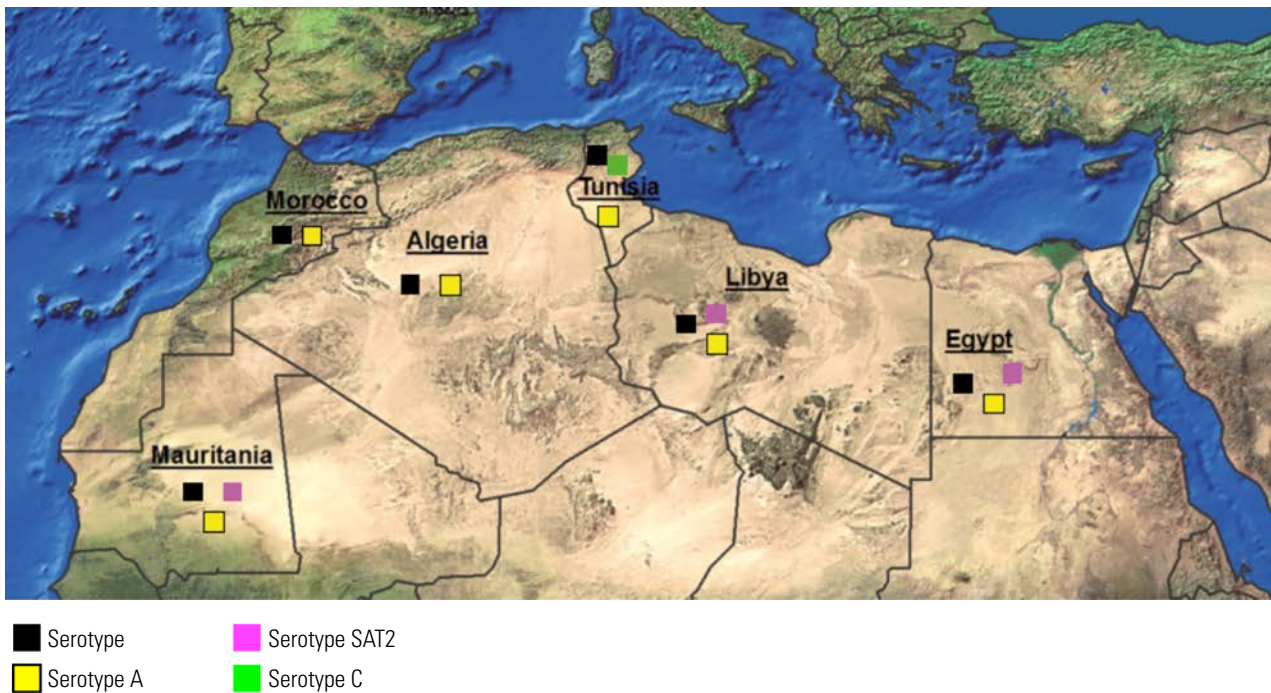 Morocco
Tunisia
Algeria
Libya
Egypt
Mauritania
Serotype
Serotype SAT2
Serotype A
Serotype C